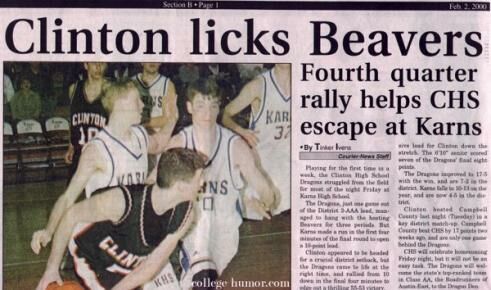 Section B • Page 1
Feb. 2, 2000
Clinton licks Beavers
Fourth quarter
rally helps CHS
escape at Karns
• By Tinker Ivens
Courier-News Staff
Playing for the first time in
a week, the Clinton High School
Dragons struggled from the field
for most of the night Friday at
Karns High School.
The Dragons, just one game out
of the District 3-AAA lead, man-
aged to hang with the hosting
Beavers for three periods. But
Karns made a run in the first four
minutes of the final round to open
a 10-point lead.
Clinton appeared to be headed
for a crucial district setback, but
the Dragons came to life at the
right time, and rallied from 10
down in the final four minutes to
55-53 victory.
sive load for Clinton down the
stretch. The 6'10" senior scored
seven of the Dragons' final eight
points.
The Dragons improved to 17-5
with the win, and are 7-2 in the
district. Karns falls to 10-13 on the
year, and are now 4-5 in the dis-
trict.
Clinton hosted Campbell
County last night (Tuesday) in a
key district match-up. Campbell
County beat CHS by 17 points two
weeks ago, and are only one game
behind the Dragons.
CHS will celebrate homecoming
Friday night, but it will not be an
easy task. The Dragons will wel-
come the state's top-ranked team
in Class AA, the Roadrunners of
Austin-East, to the Dragon Den
CLINTON
10
KARNS
KARNS
32
KARNS
CLINTON
college humor.com